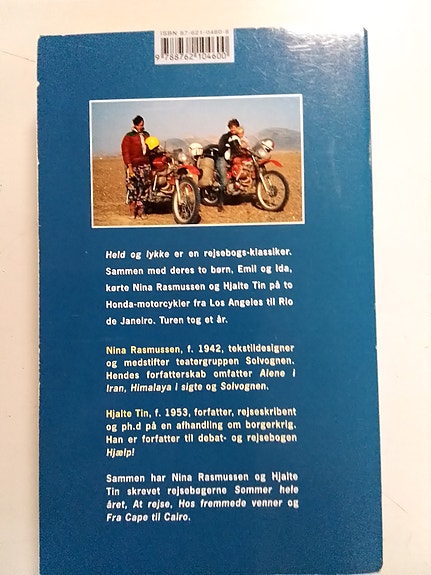 ISBN 87-621-0460-8
9788762104600
Held og lykke er en rejsebogs-klassiker.
Sammen med deres to børn, Emil og Ida,
kørte Nina Rasmussen og Hjalte Tin på to
Honda-motorcykler fra Los Angeles til Rio
de Janeiro. Turen tog et år.
Nina Rasmussen, f. 1942, tekstildesigner
og medstifter teatergruppen Solvognen.
Hendes forfatterskab omfatter Alene i
Iran, Himalaya i sigte og Solvognen.
Hjalte Tin, f. 1953, forfatter, rejseskribent
og ph.d på en afhandling om borgerkrig.
Han er forfatter til debat- og rejsebogen
Hjælp!
Sammen har Nina Rasmussen og Hjalte
Tin skrevet rejsebøgerne Sommer hele
året, At rejse, Hos fremmede venner og
Fra Cape til Cairo.